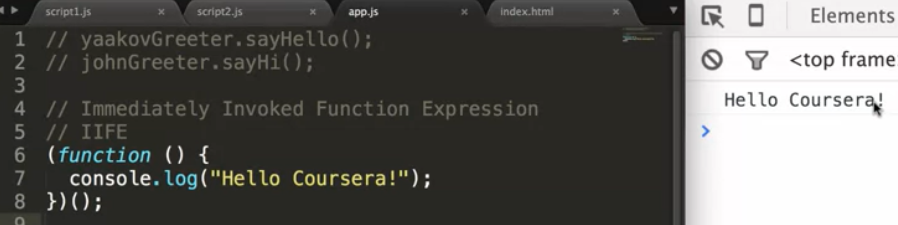 script1.js × script2.js × app.js × index.html × Elements
<top frame
1 // yaakovGreeter.sayHello();
2 // johnGreeter.sayHi();
3
4 // Immediately Invoked Function Expression
5 // IIFE
6 (function () {
7 console.log("Hello Coursera!");
8 })();
9
Hello Coursera!
>